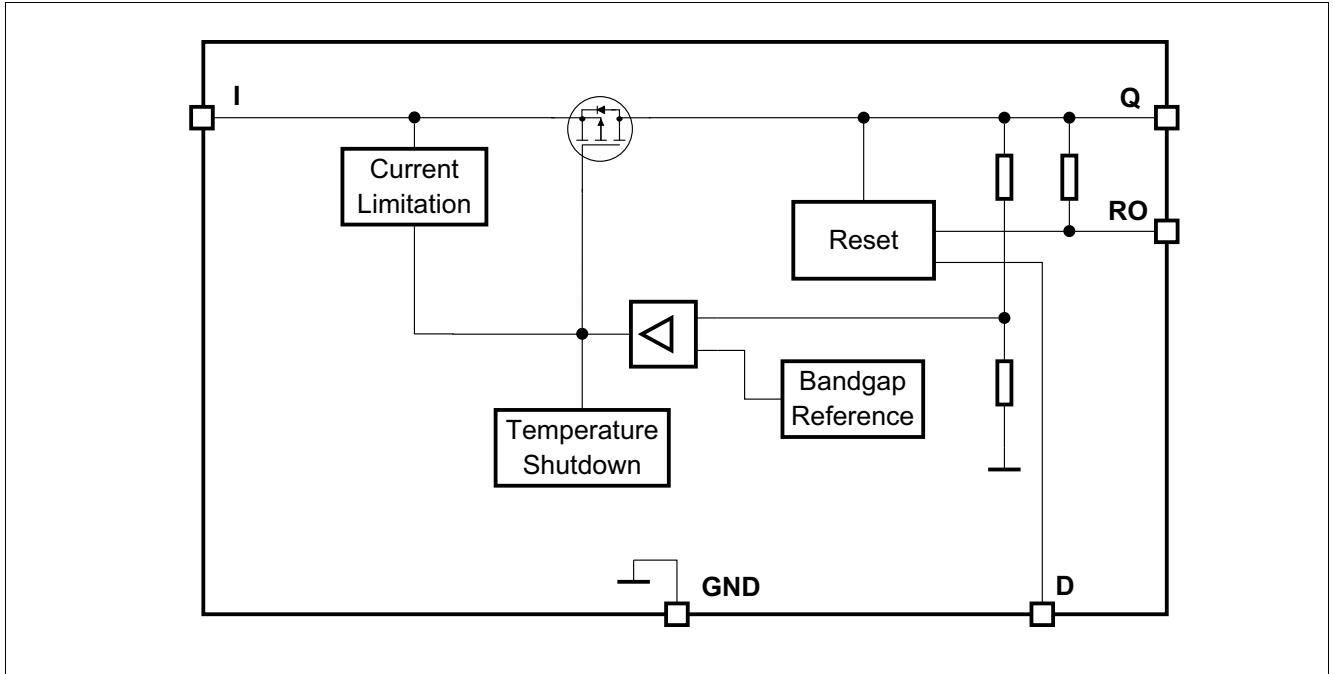 I
Q
Current
Limitation
RO
Reset
Bandgap
Reference
Temperature
Shutdown
GND
D